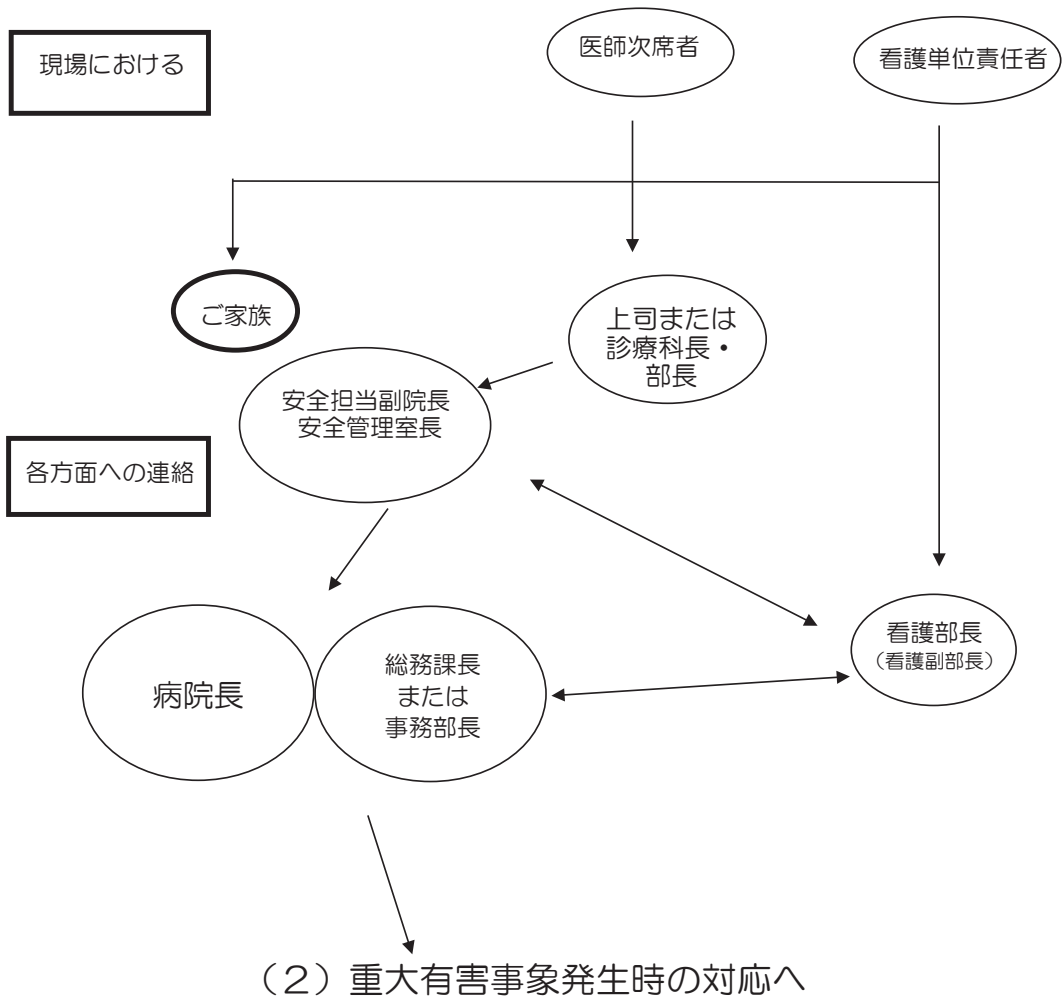 現場における
医師次席者
看護単位責任者
ご家族
上司または
診療科長・
部長
安全担当副院長
安全管理室長
各方面への連絡
病院長
総務課長
または
事務部長
看護部長
（看護副部長）
（2）重大有害事象発生時の対応へ